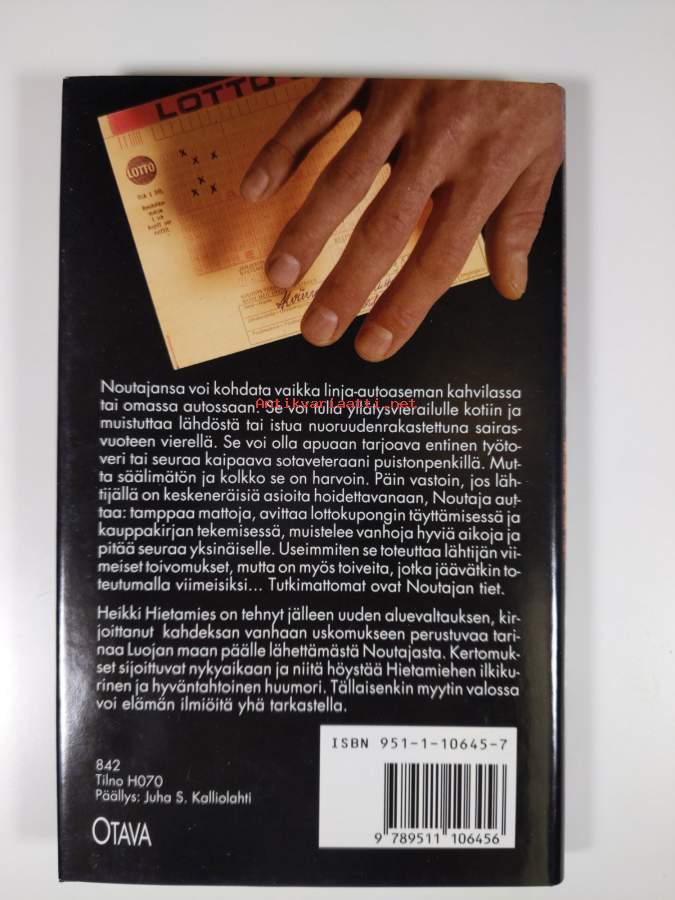 LOTTO
LOTTO
Noutajansa voi kohdata vaikka linja-autoaseman kahvilassa
tai omassa autossaan. Se voi tulla yllätysvierailulle kotiin ja
Antikvariaatti.net
muistuttaa lähdöstä tai istua nuoruudenrakastettuna sairas-
vuoteen vierellä. Se voi olla apuaan tarjoava entinen työto-
veri tai seuraa kaipaava sotaveteraani puistonpenkillä. Mut-
ta säälimätön ja kolkko se on harvoin. Päin vastoin, jos läh-
tijällä on keskeneräisiä asioita hoidettavanaan, Noutaja aut-
taa: tamppaa mattoja, avittaa lottokupongin täyttämisessä ja
kauppakirjan tekemisessä, muistelee vanhoja hyviä aikoja ja
pitää seuraa yksinäiselle. Useimmiten se toteuttaa lähtijän vii-
meiset toivomukset, mutta on myös toiveita, jotka jäävätkin to-
teutumalla viimeisiksi... Tutkimattomat ovat Noutajan tiet.
Heikki Hietamies on tehnyt jälleen uuden aluevaltauksen, kir-
joittanut kahdeksan vanhaan uskomukseen perustuvaa tari-
naa Luojan maan päälle lähettämästä Noutajasta. Kertomuk-
set sijoittuvat nykyaikaan ja niitä höystää Hietamiehen ilkiku-
rinen ja hyväntahtoinen huumori. Tällaisenkin myytin valossa
voi elämän ilmiöitä yhä tarkastella.
ISBN 951-1-10645-7
842
Tilno H070
Päällys: Juha S. Kalliolahti
OTAVA
9 789511 106456